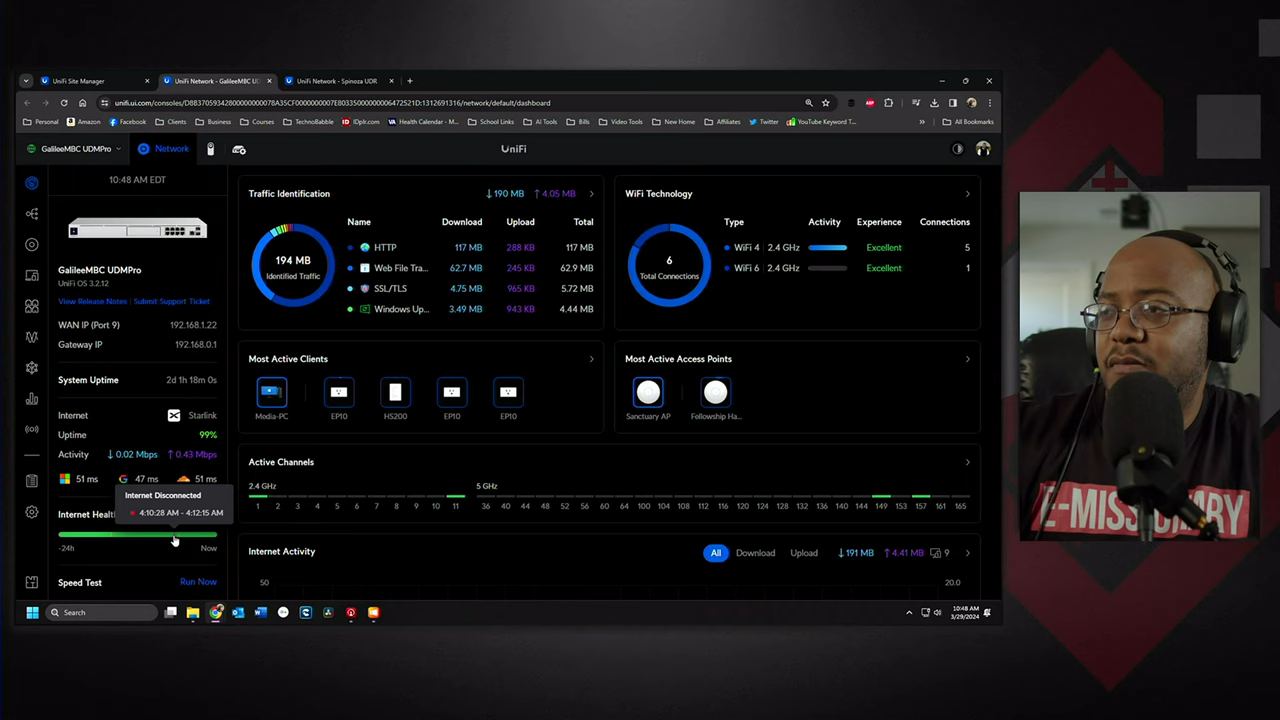 UniFi Site Manager
UniFi Network - GalileeMBC U
UniFi Network - Spinoza UDR
unifi.ui.com/consoles/D8B3705934280000000078A35CF0000000007E8033500000006472521D:1312691316/network/default/dashboard
Personal Amazon Facebook Clients Business Courses TechnoBabble IDplr.com Health Calendar - M... School Links AI Tools Bills Video Tools New Home Affiliates Twitter YouTube Keyword T... All Bookmarks
GalileeMBC UDMPro Network UniFi
10:48 AM EDT
GalileeMBC UDMPro
UniFi OS 3.2.12
View Release Notes | Submit Support Ticket
WAN IP (Port 9) 192.168.1.22
Gateway IP 192.168.0.1
System Uptime 2d 1h 18m 0s
Internet Starlink
Uptime 99%
Activity ↓ 0.02 Mbps ↑ 0.43 Mbps
51 ms 47 ms 51 ms
Internet Disconnected
4:10:28 AM - 4:12:15 AM
Internet Healt
-24h Now
Speed Test Run Now
Traffic Identification ↓ 190 MB ↑ 4.05 MB
194 MB
Identified Traffic
Name Download Upload Total
HTTP 117 MB 288 KB 117 MB
Web File Tra... 62.7 MB 245 KB 62.9 MB
SSL/TLS 4.75 MB 965 KB 5.72 MB
Windows Up... 3.49 MB 943 KB 4.44 MB
WiFi Technology
6
Total Connections
Type Activity Experience Connections
WiFi 4 | 2.4 GHz Excellent 5
WiFi 6 | 2.4 GHz Excellent 1
Most Active Clients
Media-PC EP10 HS200 EP10 EP10
Most Active Access Points
Sanctuary AP Fellowship Ha...
Active Channels
2.4 GHz 5 GHz
1 2 3 4 5 6 7 8 9 10 11 36 40 44 48 52 56 60 64 100 104 108 112 116 120 124 128 132 136 140 144 149 153 157 161 165
Internet Activity All Download Upload ↓ 191 MB ↑ 4.41 MB 9
50 20.0
Search
10:48 AM
3/29/2024
E-MISSIONARY